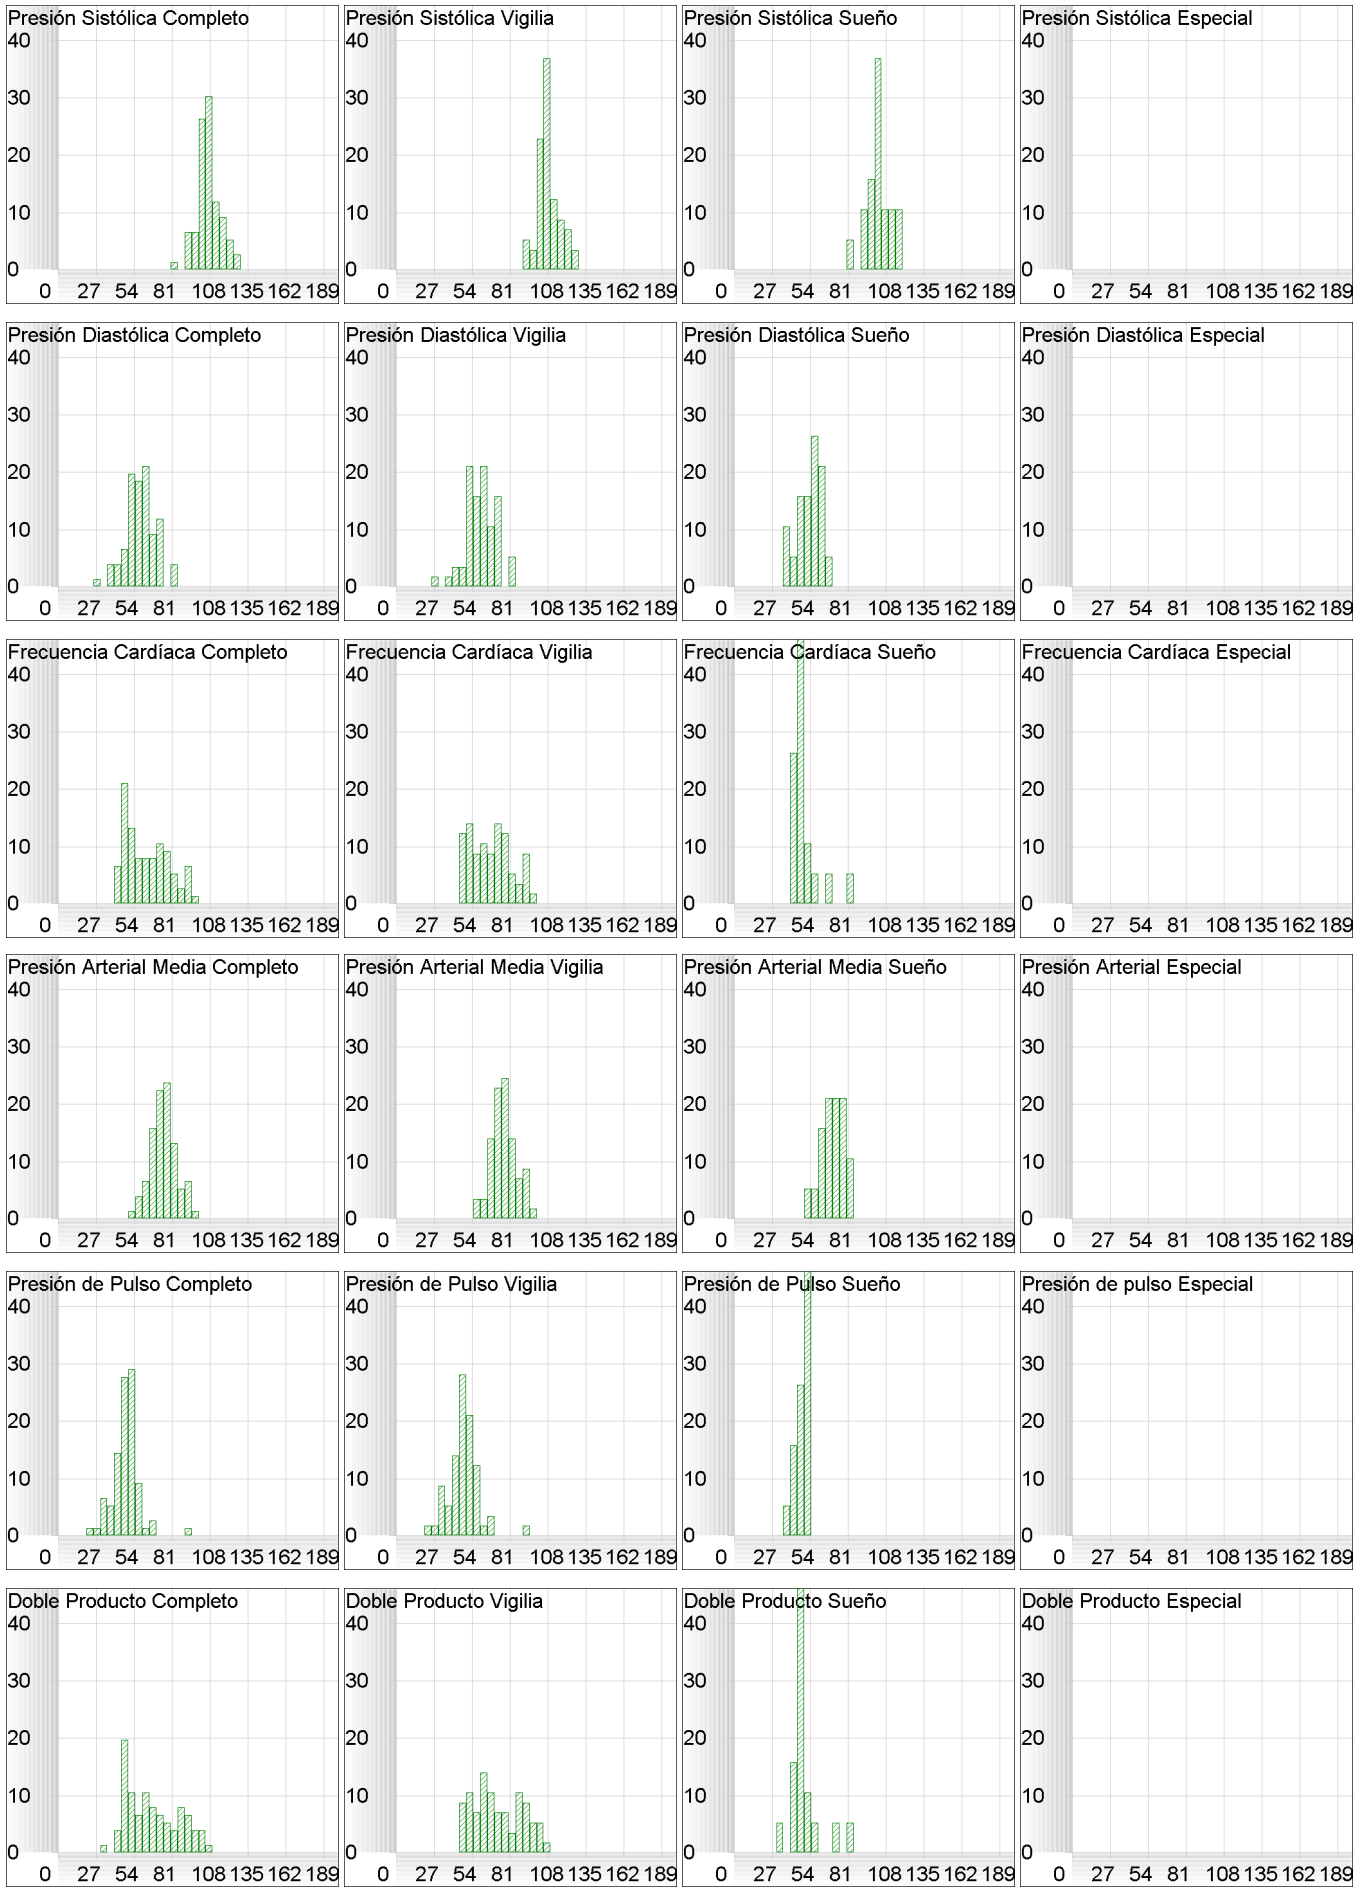 Presión Sistólica Completo
40
30
20
10
0
0 27 54 81 108 135 162 189
Presión Sistólica Vigilia
40
30
20
10
0
0 27 54 81 108 135 162 189
Presión Sistólica Sueño
40
30
20
10
0
0 27 54 81 108 135 162 189
Presión Sistólica Especial
40
30
20
10
0
0 27 54 81 108 135 162 189
Presión Diastólica Completo
40
30
20
10
0
0 27 54 81 108 135 162 189
Presión Diastólica Vigilia
40
30
20
10
0
0 27 54 81 108 135 162 189
Presión Diastólica Sueño
40
30
20
10
0
0 27 54 81 108 135 162 189
Presión Diastólica Especial
40
30
20
10
0
0 27 54 81 108 135 162 189
Frecuencia Cardíaca Completo
40
30
20
10
0
0 27 54 81 108 135 162 189
Frecuencia Cardíaca Vigilia
40
30
20
10
0
0 27 54 81 108 135 162 189
Frecuencia Cardíaca Sueño
40
30
20
10
0
0 27 54 81 108 135 162 189
Frecuencia Cardíaca Especial
40
30
20
10
0
0 27 54 81 108 135 162 189
Presión Arterial Media Completo
40
30
20
10
0
0 27 54 81 108 135 162 189
Presión Arterial Media Vigilia
40
30
20
10
0
0 27 54 81 108 135 162 189
Presión Arterial Media Sueño
40
30
20
10
0
0 27 54 81 108 135 162 189
Presión Arterial Especial
40
30
20
10
0
0 27 54 81 108 135 162 189
Presión de Pulso Completo
40
30
20
10
0
0 27 54 81 108 135 162 189
Presión de Pulso Vigilia
40
30
20
10
0
0 27 54 81 108 135 162 189
Presión de Pulso Sueño
40
30
20
10
0
0 27 54 81 108 135 162 189
Presión de pulso Especial
40
30
20
10
0
0 27 54 81 108 135 162 189
Doble Producto Completo
40
30
20
10
0
0 27 54 81 108 135 162 189
Doble Producto Vigilia
40
30
20
10
0
0 27 54 81 108 135 162 189
Doble Producto Sueño
40
30
20
10
0
0 27 54 81 108 135 162 189
Doble Producto Especial
40
30
20
10
0
0 27 54 81 108 135 162 189